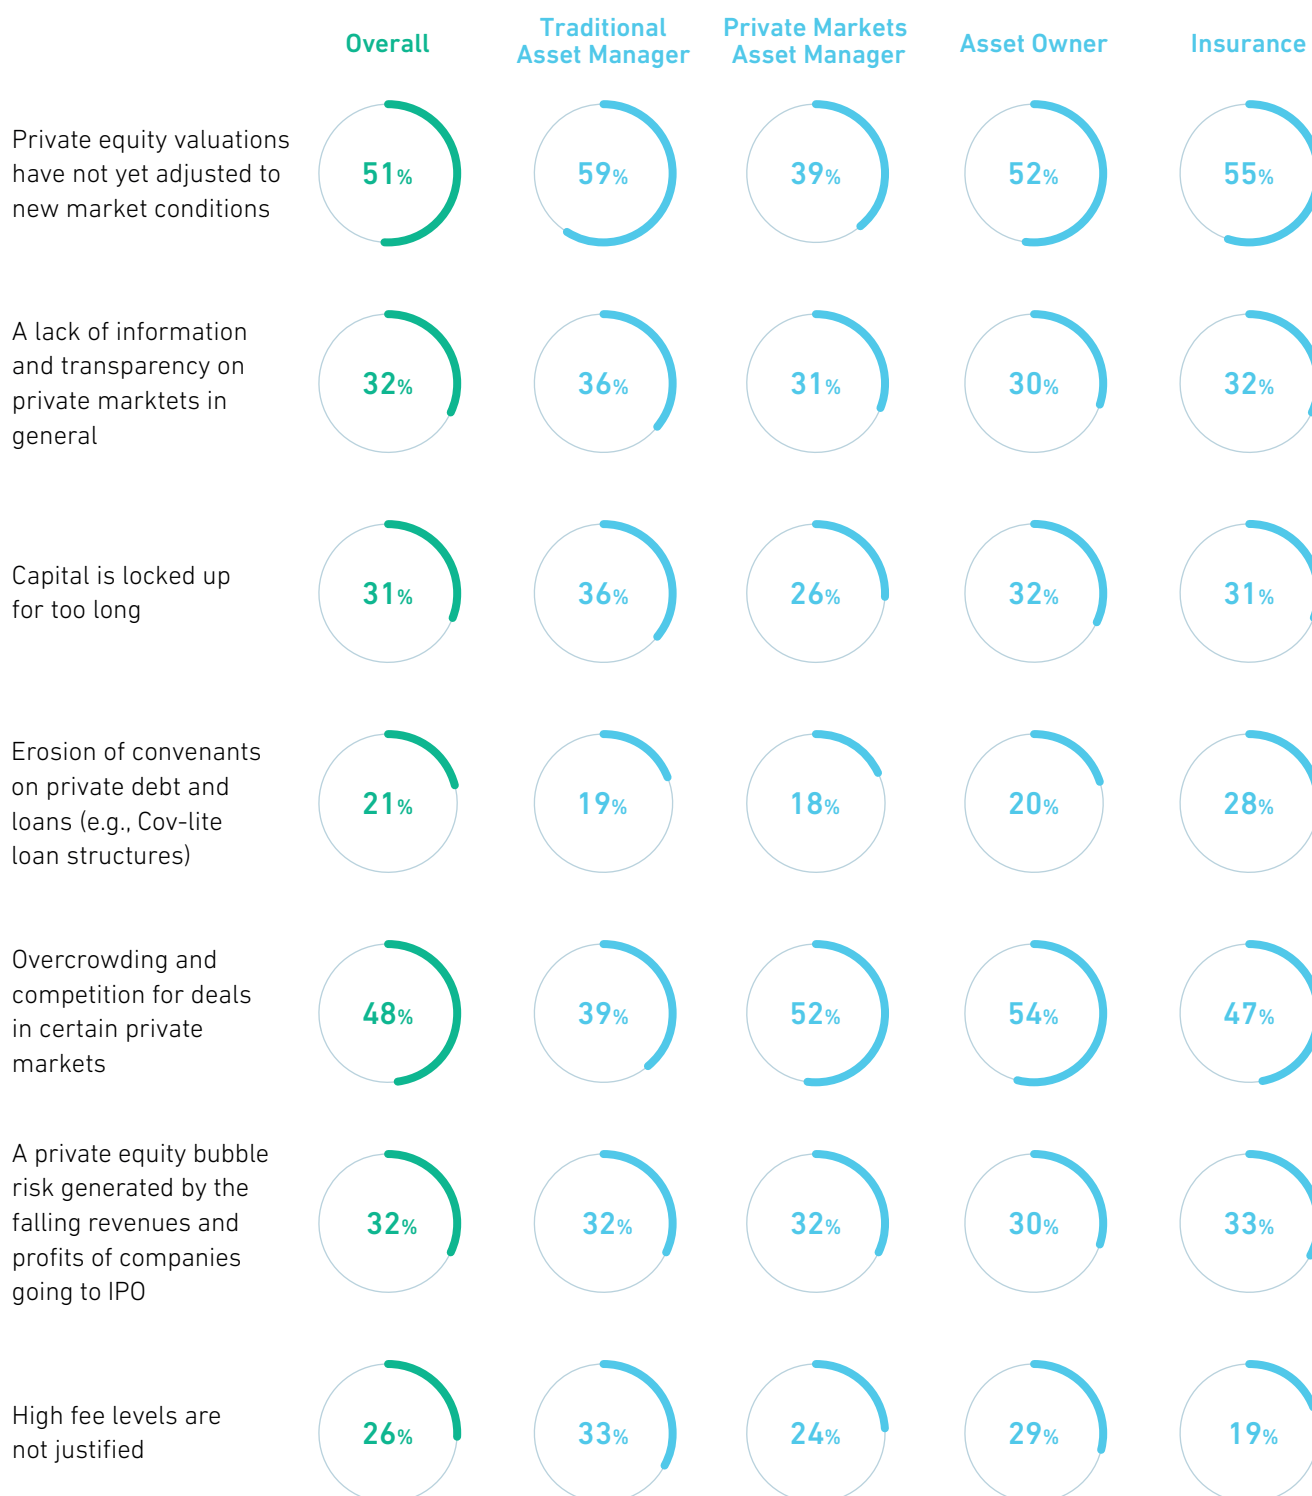 Overall
Traditional
Asset Manager
Private Markets
Asset Manager
Asset Owner
Insurance
Private equity valuations
have not yet adjusted to
new market conditions
51%
59%
39%
52%
55%
A lack of information
and transparency on
private marktets in
general
32%
36%
31%
30%
32%
Capital is locked up
for too long
31%
36%
26%
32%
31%
Erosion of convenants
on private debt and
loans (e.g., Cov-lite
loan structures)
21%
19%
18%
20%
28%
Overcrowding and
competition for deals
in certain private
markets
48%
39%
52%
54%
47%
A private equity bubble
risk generated by the
falling revenues and
profits of companies
going to IPO
32%
32%
32%
30%
33%
High fee levels are
not justified
26%
33%
24%
29%
19%